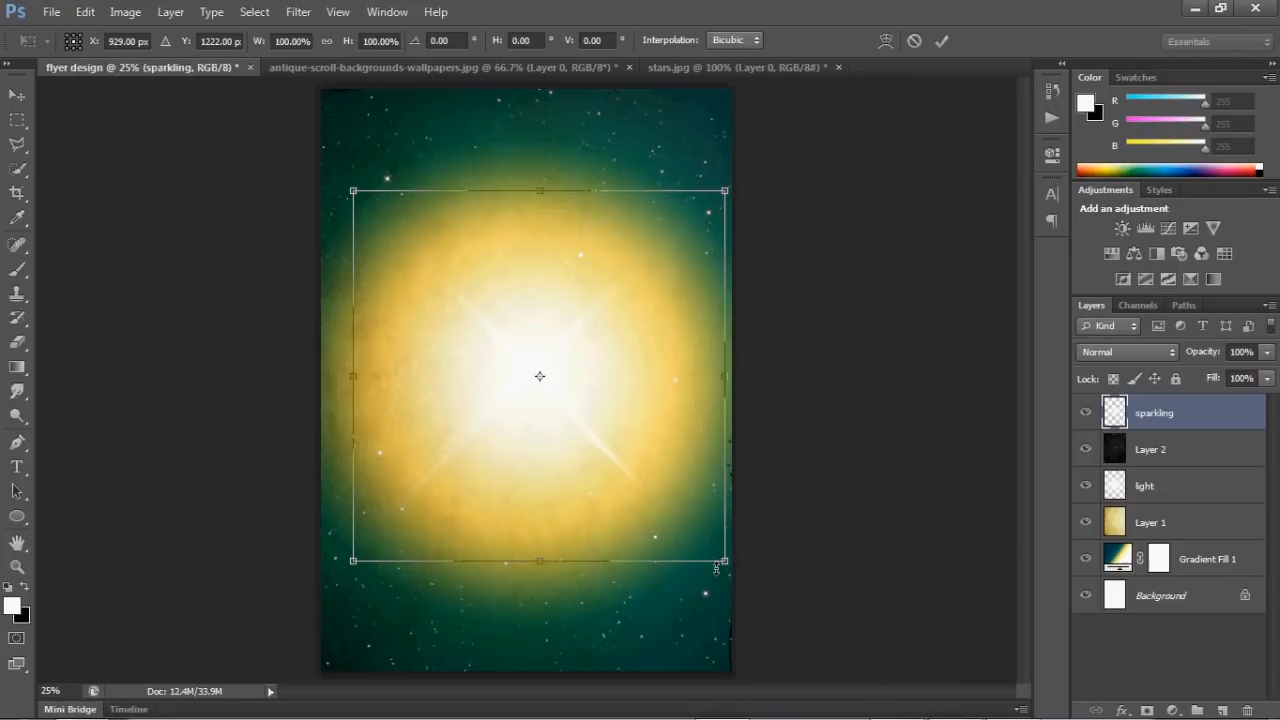 Ps File Edit Image Layer Type Select Filter View Window Help
X: 929.00 px Y: 1222.00 px W: 100.00% H: 100.00% 0.00 ° H: 0.00 ° V: 0.00 ° Interpolation: Bicubic Essentials
flyer design @ 25% (sparkling, RGB/8) * × antique-scroll-backgrounds-wallpapers.jpg @ 66.7% (Layer 0, RGB/8*) * × stars.jpg @ 100% (Layer 0, RGB/8#) * ×
Color Swatches
R 255
G 255
B 255
Adjustments Styles
Add an adjustment
Layers Channels Paths
Kind
Normal Opacity: 100%
Lock: Fill: 100%
sparkling
Layer 2
light
Layer 1
Gradient Fill 1
Background
25% Doc: 12.4M/33.9M
Mini Bridge Timeline